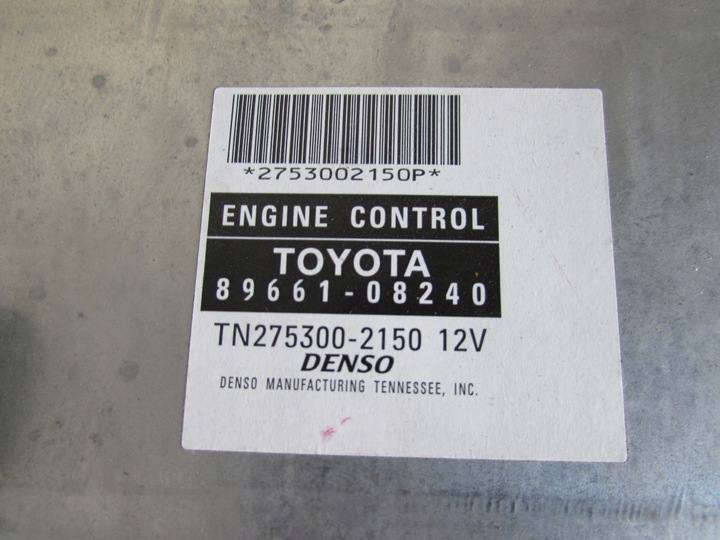 *2753002150P*
ENGINE CONTROL
TOYOTA
89661-08240
TN275300-2150 12V
DENSO
DENSO MANUFACTURING TENNESSEE, INC.